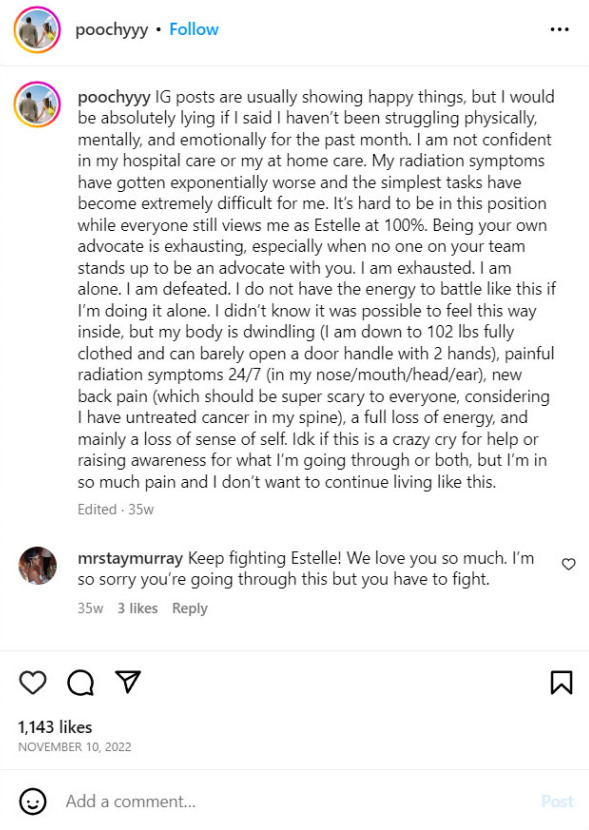 poochyyy • Follow
poochyyy IG posts are usually showing happy things, but I would
be absolutely lying if I said I haven't been struggling physically,
mentally, and emotionally for the past month. I am not confident
in my hospital care or my at home care. My radiation symptoms
have gotten exponentially worse and the simplest tasks have
become extremely difficult for me. It's hard to be in this position
while everyone still views me as Estelle at 100%. Being your own
advocate is exhausting, especially when no one on your team
stands up to be an advocate with you. I am exhausted. I am
alone. I am defeated. I do not have the energy to battle like this if
I'm doing it alone. I didn't know it was possible to feel this way
inside, but my body is dwindling (I am down to 102 lbs fully
clothed and can barely open a door handle with 2 hands), painful
radiation symptoms 24/7 (in my nose/mouth/head/ear), new
back pain (which should be super scary to everyone, considering
I have untreated cancer in my spine), a full loss of energy, and
mainly a loss of sense of self. Idk if this is a crazy cry for help or
raising awareness for what I'm going through or both, but I'm in
so much pain and I don't want to continue living like this.
Edited · 35w
mrstaymurray Keep fighting Estelle! We love you so much. I'm
so sorry you're going through this but you have to fight.
35w 3 likes Reply
1,143 likes
NOVEMBER 10, 2022
Add a comment...
Post